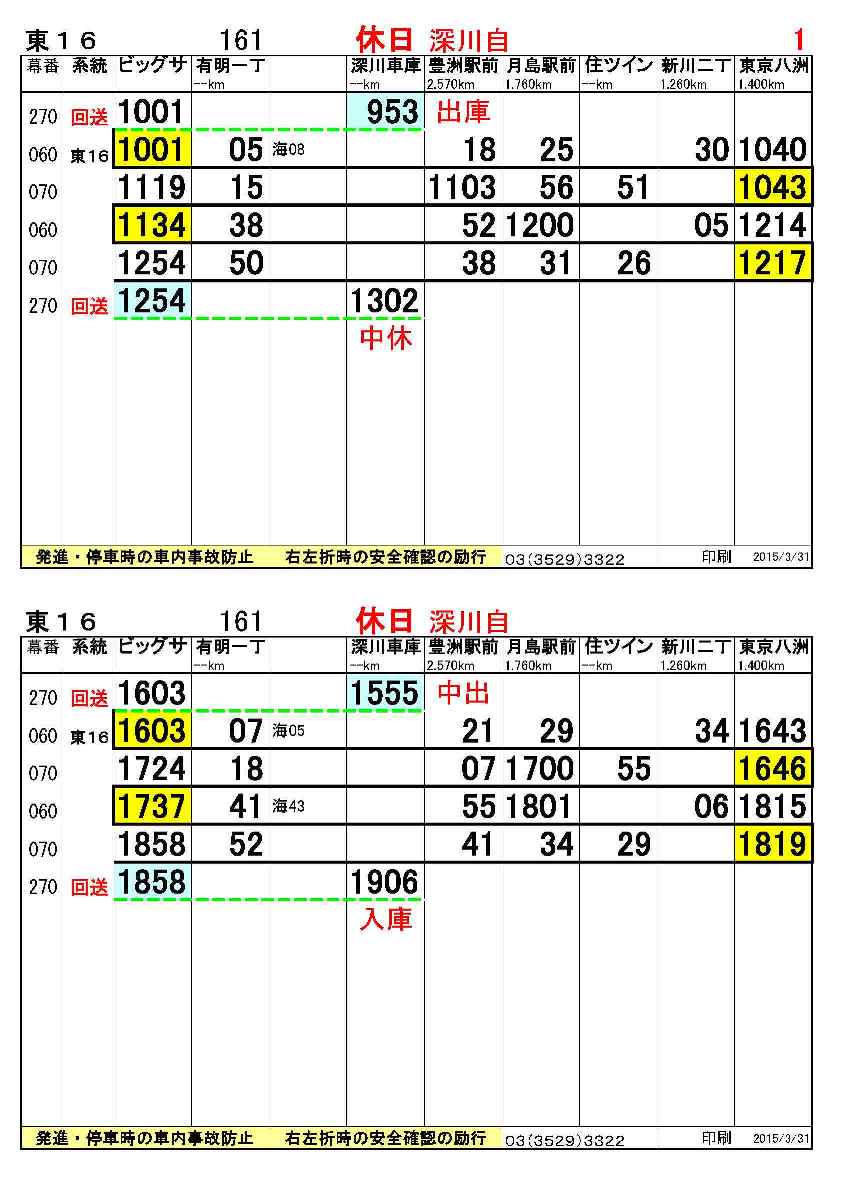 東１６ 161 休日 深川自 1
幕番 系統 ビッグサ 有明一丁 深川車庫 豊洲駅前 月島駅前 住ツイン 新川二丁 東京八洲
--km --km 2.570km 1.760km --km 1.260km 1.400km
270 回送 1001 953 出庫
060 東16 1001 05 海08 18 25 30 1040
070 1119 15 1103 56 51 1043
060 1134 38 52 1200 05 1214
070 1254 50 38 31 26 1217
270 回送 1254 1302
中休
発進・停車時の車内事故防止 右左折時の安全確認の励行 03(3529)3322 印刷 2015/3/31
東１６ 161 休日 深川自
幕番 系統 ビッグサ 有明一丁 深川車庫 豊洲駅前 月島駅前 住ツイン 新川二丁 東京八洲
--km --km 2.570km 1.760km --km 1.260km 1.400km
270 回送 1603 1555 中出
060 東16 1603 07 海05 21 29 34 1643
070 1724 18 07 1700 55 1646
060 1737 41 海43 55 1801 06 1815
070 1858 52 41 34 29 1819
270 回送 1858 1906
入庫
発進・停車時の車内事故防止 右左折時の安全確認の励行 03(3529)3322 印刷 2015/3/31